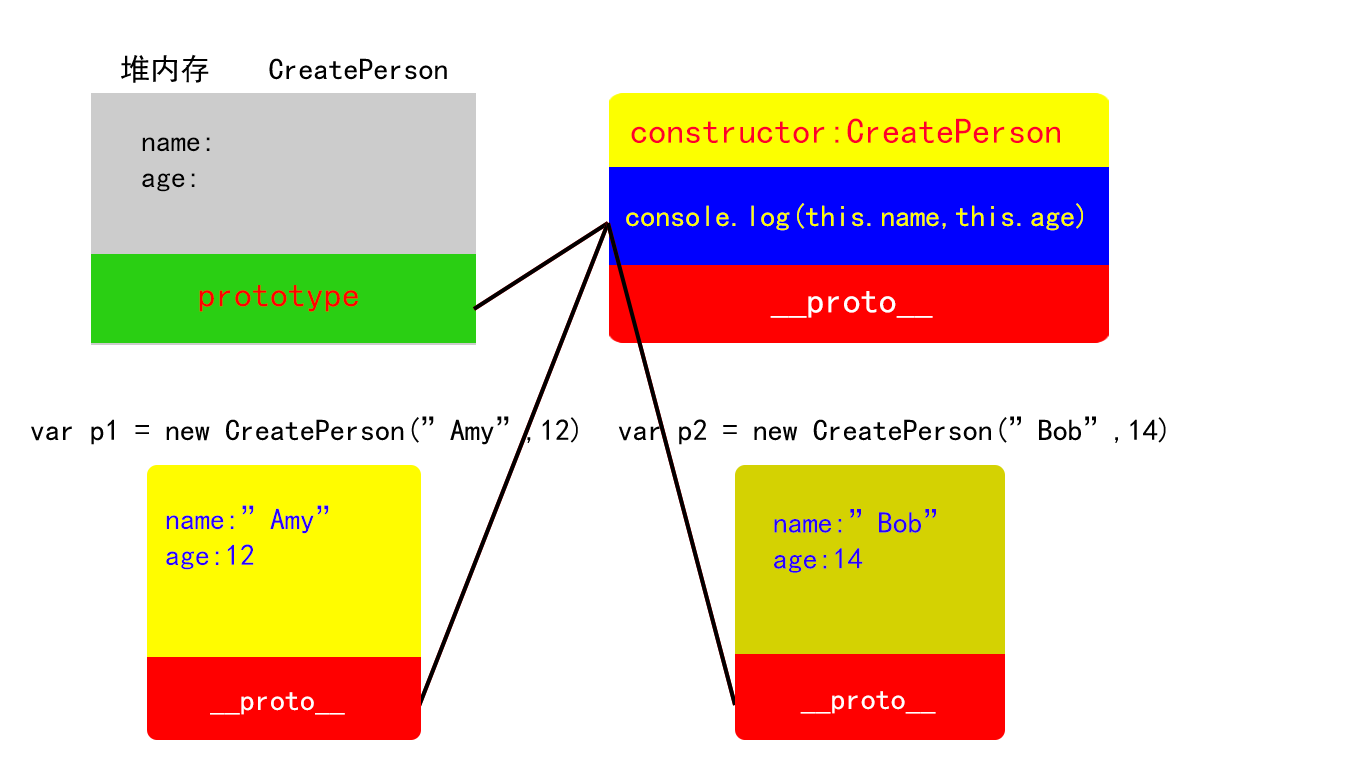 堆内存 CreatePerson
name:
age:
prototype
constructor:CreatePerson
console.log(this.name,this.age)
__proto__
var p1 = new CreatePerson(”Amy”,12)
var p2 = new CreatePerson(”Bob”,14)
name:”Amy”
age:12
__proto__
name:”Bob”
age:14
__proto__